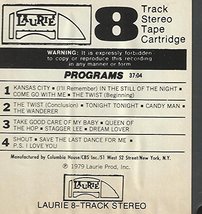 LAURIE
8 Track
Stereo
Tape
Cartridge
WARNING: It is expressly forbidden
to copy or reproduce this recording
in any manner or form
PROGRAMS 37:04
1 KANSAS CITY • (I'll Remember) IN THE STILL OF THE NIGHT
COME GO WITH ME • THE TWIST (Beginning)
2 THE TWIST (Conclusion) • TONIGHT TONIGHT • CANDY MAN
THE WANDERER
3 TAKE GOOD CARE OF MY BABY • QUEEN OF
THE HOP • STAGGER LEE • DREAM LOVER
4 SHOUT • SAVE THE LAST DANCE FOR ME
P.S. I LOVE YOU
Manufactured by Columbia House/CBS Inc./51 West 52 Street/New York, N.Y.
© 1979 Laurie Prod., Inc.
LAURIE
LAURIE 8-TRACK STEREO